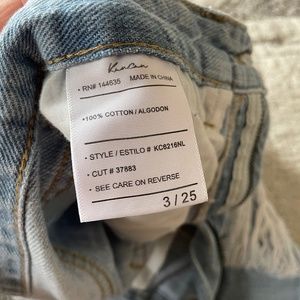 KanCan
• RN# 144635 MADE IN CHINA
• 100% COTTON / ALGODON
• STYLE / ESTILO # KC8216NL
• CUT # 37883
• SEE CARE ON REVERSE
3 / 25